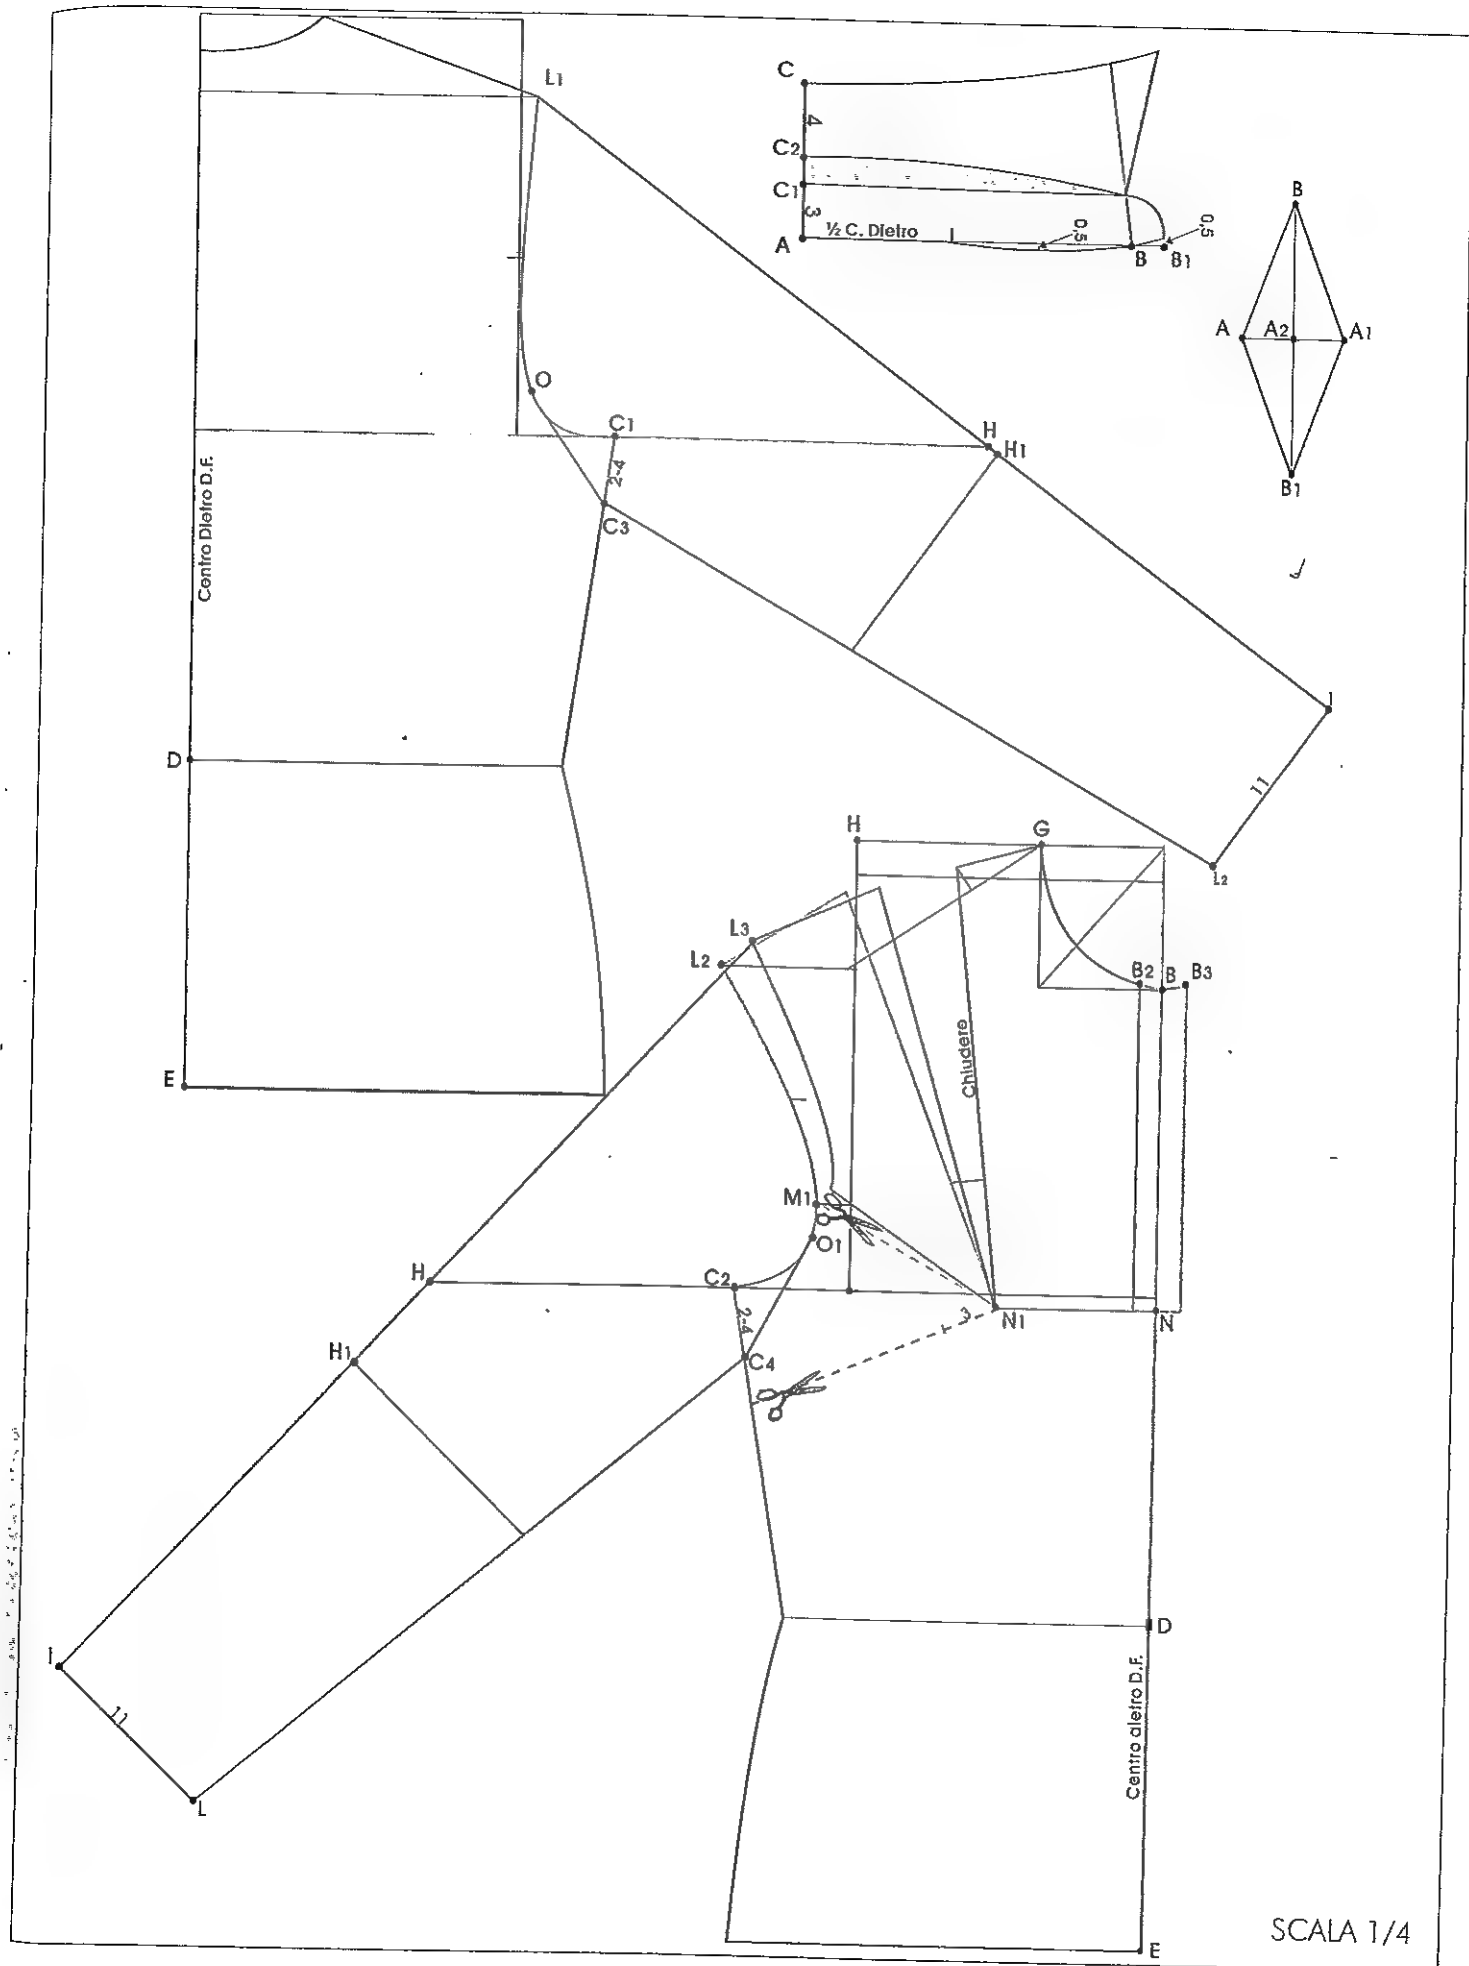 L1
C
4
C2
C1
3
A
½ C. Dietro
0,5
0,5
B
B1
B
A
A2
A1
B1
O
C1
H
H1
2-4
C3
Centro Dietro D.F.
D
I
11
L2
H
G
L3
L2
B2
B
B3
Chiudere
E
M1
O1
H
C2
2-4
3
N1
N
H1
C4
I
11
L
D
Centro dietro D.F.
E
SCALA 1/4